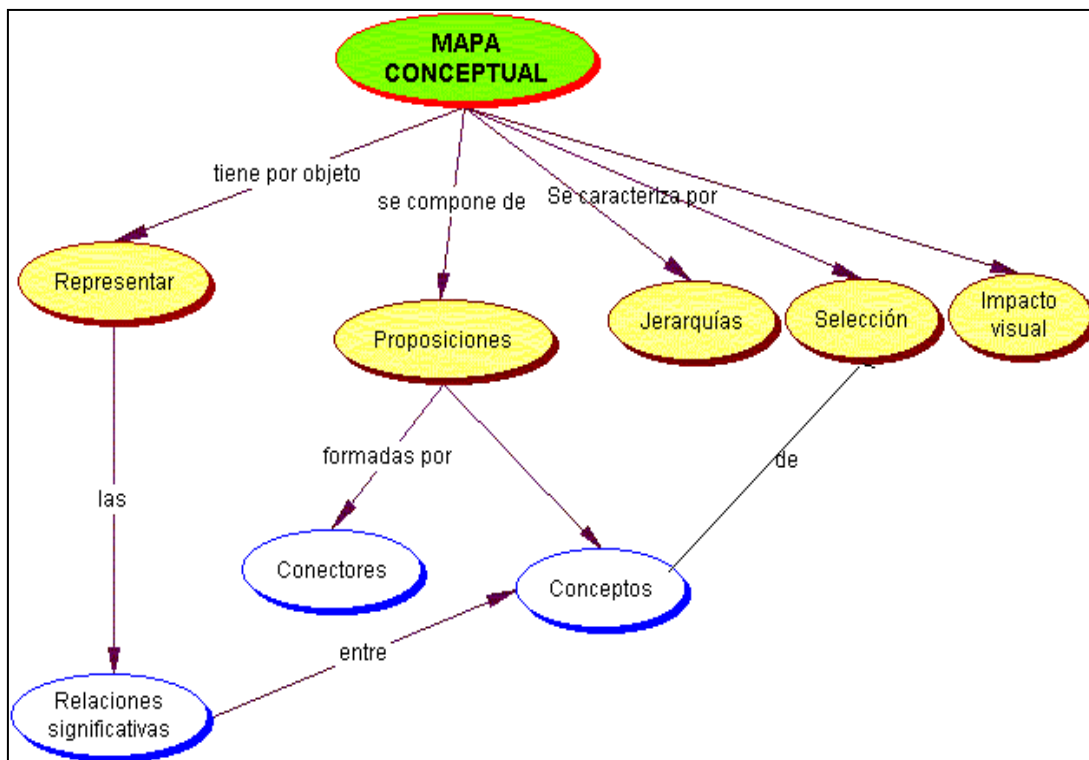 MAPA
CONCEPTUAL
tiene por objeto
se compone de
Se caracteriza por
Representar
Proposiciones
Jerarquías
Selección
Impacto
visual
formadas por
de
las
Conectores
Conceptos
entre
Relaciones
significativas